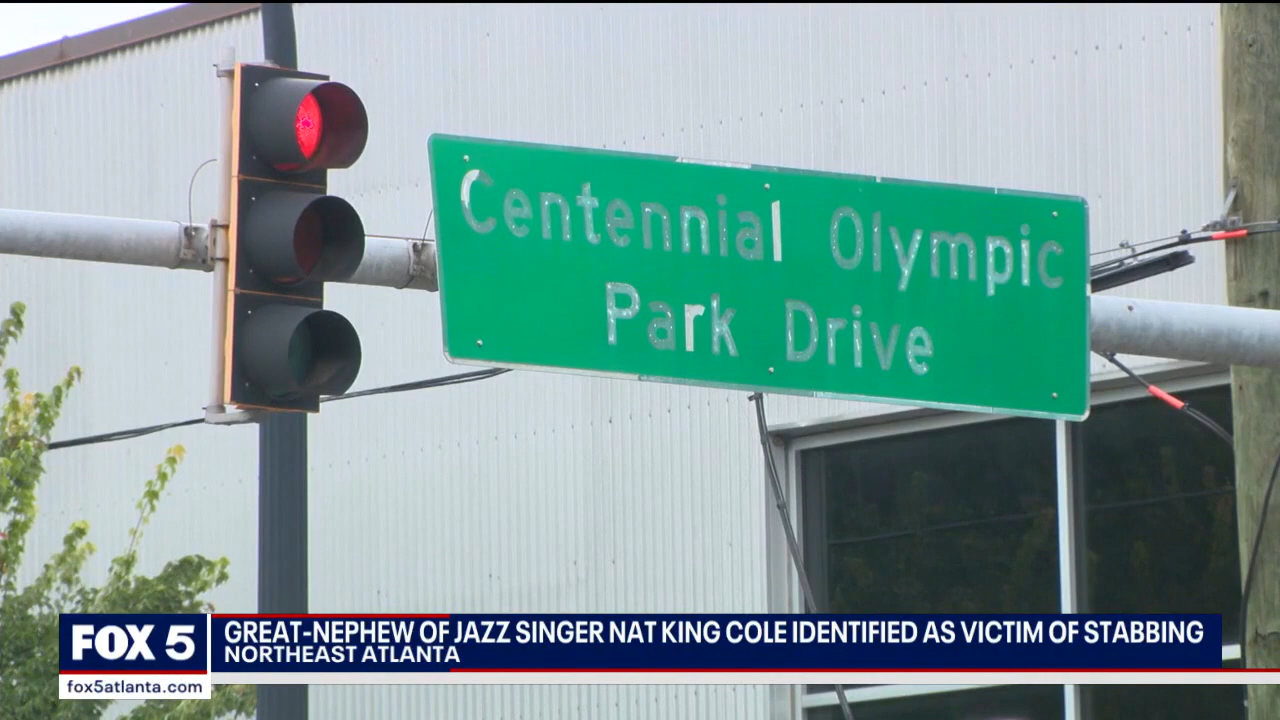 Centennial Olympic
Park Drive
FOX 5
fox5atlanta.com
GREAT-NEPHEW OF JAZZ SINGER NAT KING COLE IDENTIFIED AS VICTIM OF STABBING
NORTHEAST ATLANTA